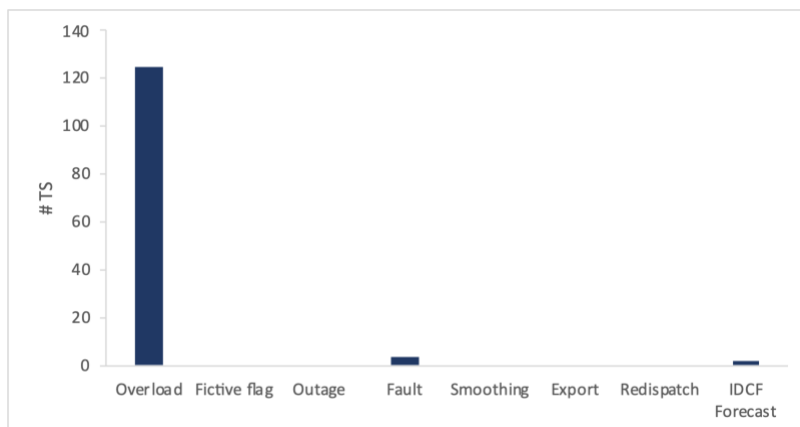 140
120
100
80
60
40
20
0
# TS
Overload Fictive flag Outage Fault Smoothing Export Redispatch IDCF
Forecast